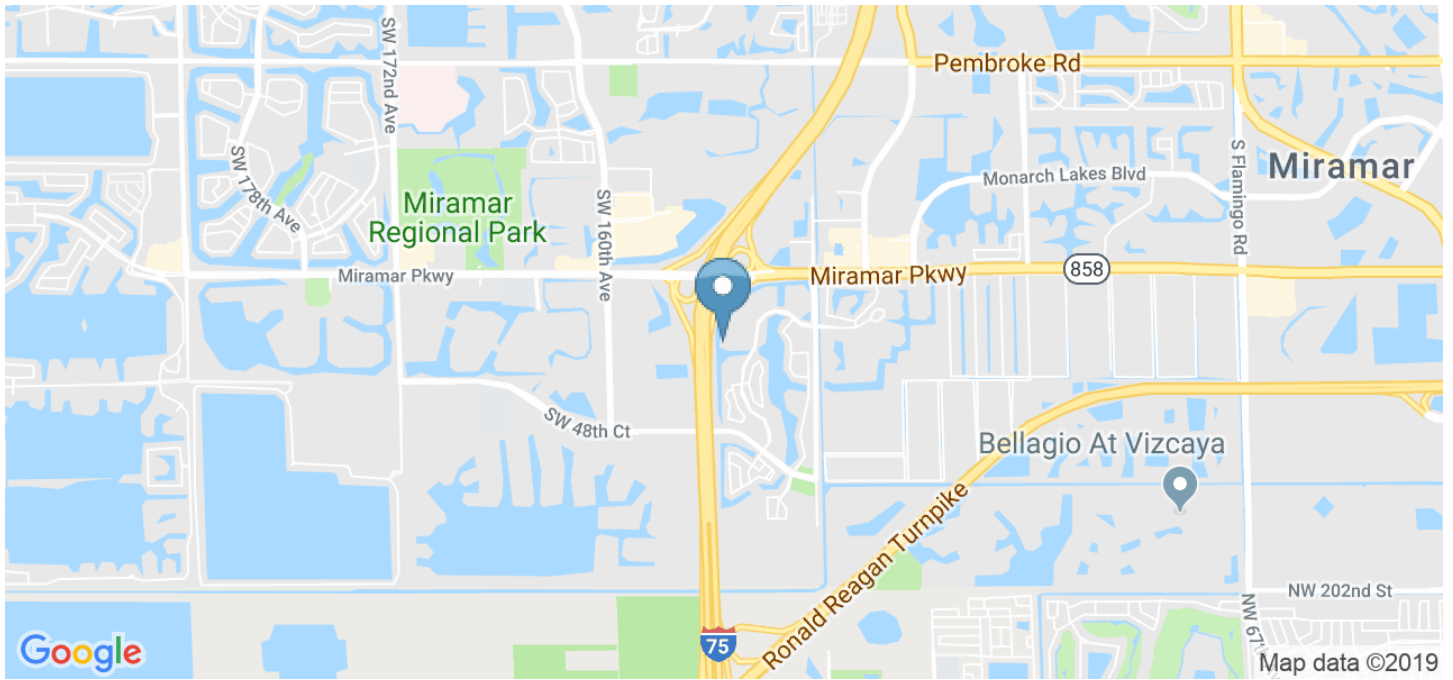 SW 172nd Ave
Pembroke Rd
S Flamingo Rd
Miramar
SW 178th Ave
Monarch Lakes Blvd
Miramar
Regional Park
SW 160th Ave
Miramar Pkwy
Miramar Pkwy
858
SW 48th Ct
Bellagio At Vizcaya
Ronald Reagan Turnpike
NW 202nd St
NW 67th
75
Google
Map data ©2019